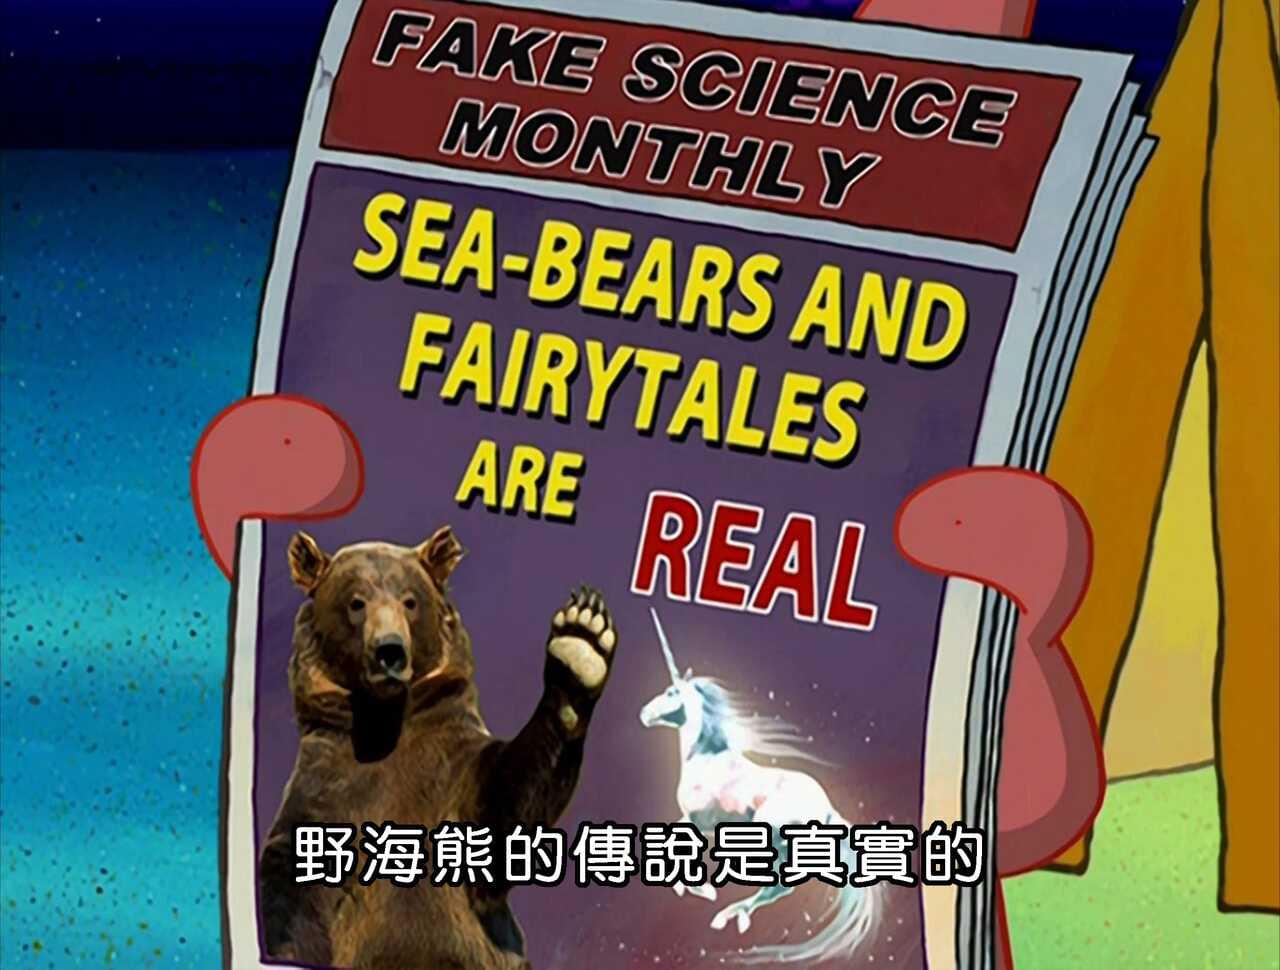 FAKE SCIENCE
MONTHLY
SEA-BEARS AND
FAIRYTALES
ARE REAL
野海熊的傳說是真實的